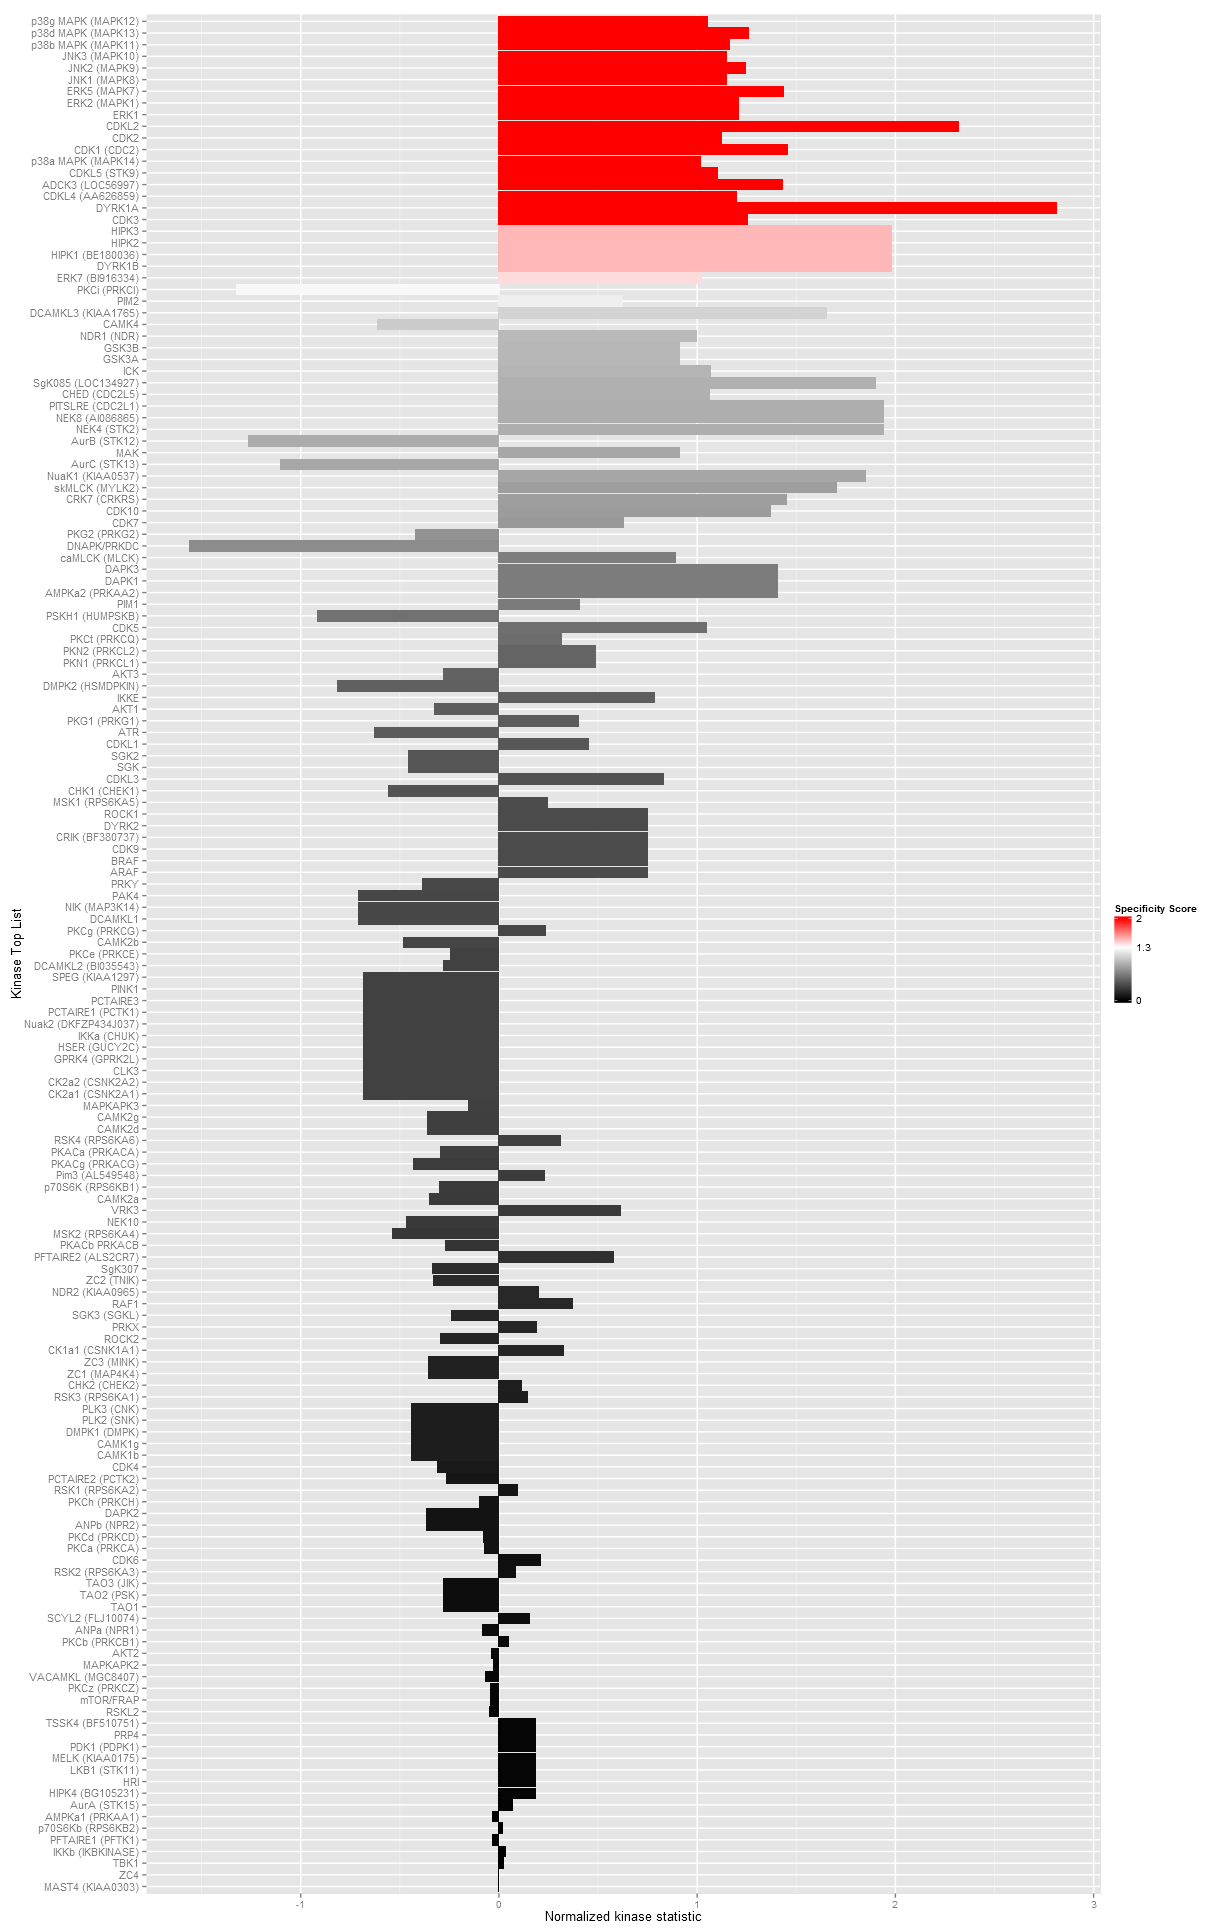 p38g MAPK (MAPK12)
p38d MAPK (MAPK13)
p38b MAPK (MAPK11)
JNK3 (MAPK10)
JNK2 (MAPK9)
JNK1 (MAPK8)
ERK5 (MAPK7)
ERK2 (MAPK1)
ERK1
CDKL2
CDK2
CDK1 (CDC2)
p38a MAPK (MAPK14)
CDKL5 (STK9)
ADCK3 (LOC56997)
CDKL4 (AA626859)
DYRK1A
CDK3
HIPK3
HIPK2
HIPK1 (BE180036)
DYRK1B
ERK7 (BI916334)
PKCi (PRKCI)
PIM2
DCAMKL3 (KIAA1765)
CAMK4
NDR1 (NDR)
GSK3B
GSK3A
ICK
SgK085 (LOC134927)
CHED (CDC2L5)
PITSLRE (CDC2L1)
NEK8 (AI086865)
NEK4 (STK2)
AurB (STK12)
MAK
AurC (STK13)
NuaK1 (KIAA0537)
skMLCK (MYLK2)
CRK7 (CRKRS)
CDK10
CDK7
PKG2 (PRKG2)
DNAPK/PRKDC
caMLCK (MLCK)
DAPK3
DAPK1
AMPKa2 (PRKAA2)
PIM1
PSKH1 (HUMPSKB)
CDK5
PKCt (PRKCQ)
PKN2 (PRKCL2)
PKN1 (PRKCL1)
AKT3
DMPK2 (HSMDPKIN)
IKKE
AKT1
PKG1 (PRKG1)
ATR
CDKL1
SGK2
SGK
CDKL3
CHK1 (CHEK1)
MSK1 (RPS6KA5)
ROCK1
DYRK2
CRIK (BF380737)
CDK9
BRAF
ARAF
PRKY
PAK4
NIK (MAP3K14)
DCAMKL1
PKCg (PRKCG)
CAMK2b
PKCe (PRKCE)
DCAMKL2 (BI035543)
SPEG (KIAA1297)
PINK1
PCTAIRE3
PCTAIRE1 (PCTK1)
Nuak2 (DKFZP434J037)
IKKa (CHUK)
HSER (GUCY2C)
GPRK4 (GPRK2L)
CLK3
CK2a2 (CSNK2A2)
CK2a1 (CSNK2A1)
MAPKAPK3
CAMK2g
CAMK2d
RSK4 (RPS6KA6)
PKACa (PRKACA)
PKACg (PRKACG)
Pim3 (AL549548)
p70S6K (RPS6KB1)
CAMK2a
VRK3
NEK10
MSK2 (RPS6KA4)
PKACb PRKACB
PFTAIRE2 (ALS2CR7)
SgK307
ZC2 (TNIK)
NDR2 (KIAA0965)
RAF1
SGK3 (SGKL)
PRKX
ROCK2
CK1a1 (CSNK1A1)
ZC3 (MINK)
ZC1 (MAP4K4)
CHK2 (CHEK2)
RSK3 (RPS6KA1)
PLK3 (CNK)
PLK2 (SNK)
DMPK1 (DMPK)
CAMK1g
CAMK1b
CDK4
PCTAIRE2 (PCTK2)
RSK1 (RPS6KA2)
PKCh (PRKCH)
DAPK2
ANPb (NPR2)
PKCd (PRKCD)
PKCa (PRKCA)
CDK6
RSK2 (RPS6KA3)
TAO3 (JIK)
TAO2 (PSK)
TAO1
SCYL2 (FLJ10074)
ANPa (NPR1)
PKCb (PRKCB1)
AKT2
MAPKAPK2
VACAMKL (MGC8407)
PKCz (PRKCZ)
mTOR/FRAP
RSKL2
TSSK4 (BF510751)
PRP4
PDK1 (PDPK1)
MELK (KIAA0175)
LKB1 (STK11)
HRI
HIPK4 (BG105231)
AurA (STK15)
AMPKa1 (PRKAA1)
p70S6Kb (RPS6KB2)
PFTAIRE1 (PFTK1)
IKKb (IKBKINASE)
TBK1
ZC4
MAST4 (KIAA0303)
Kinase Top List
-1 0 1 2 3
Normalized kinase statistic
Specificity Score
2
1.3
0